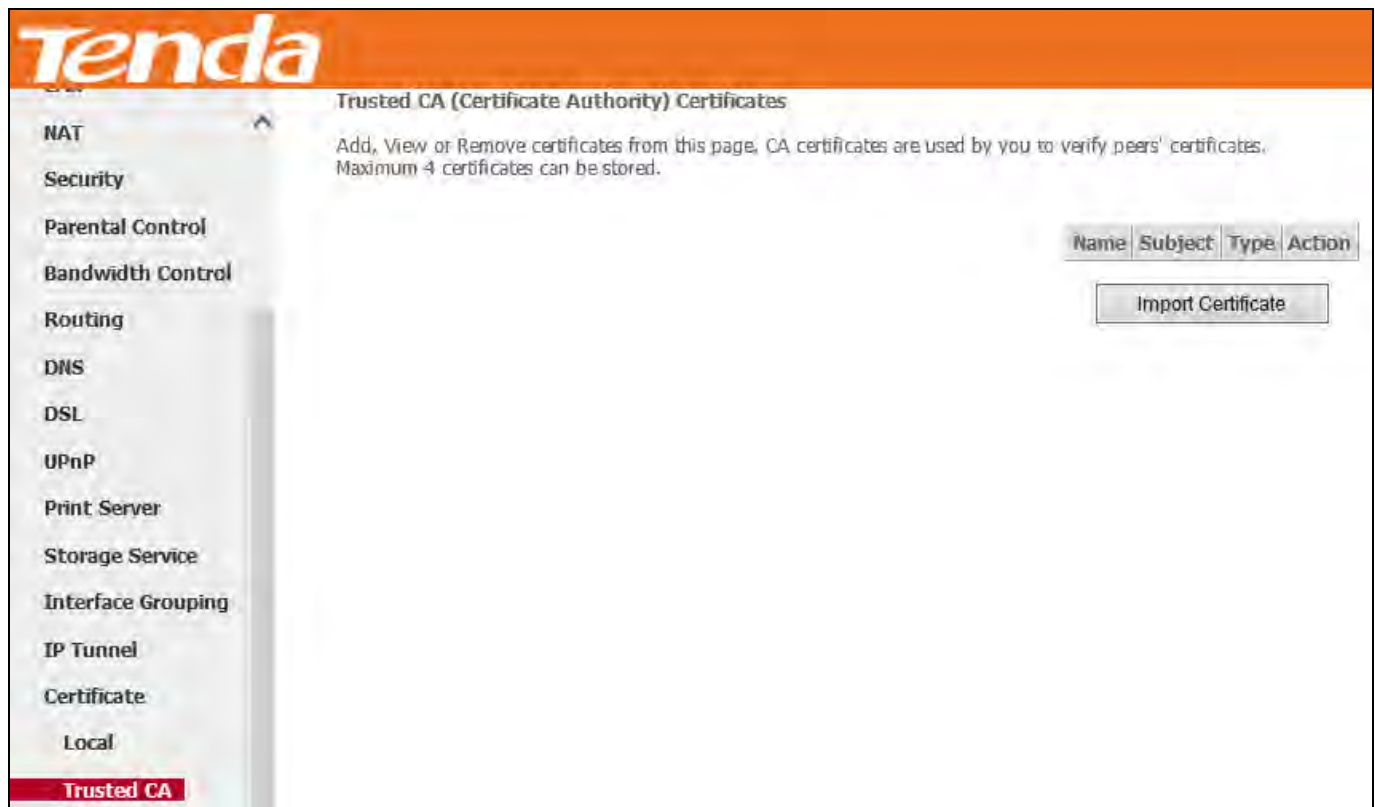 Tenda
NAT
Security
Parental Control
Bandwidth Control
Routing
DNS
DSL
UPnP
Print Server
Storage Service
Interface Grouping
IP Tunnel
Certificate
Local
Trusted CA
Trusted CA (Certificate Authority) Certificates
Add, View or Remove certificates from this page. CA certificates are used by you to verify peers' certificates.
Maximum 4 certificates can be stored.
Name Subject Type Action
Import Certificate